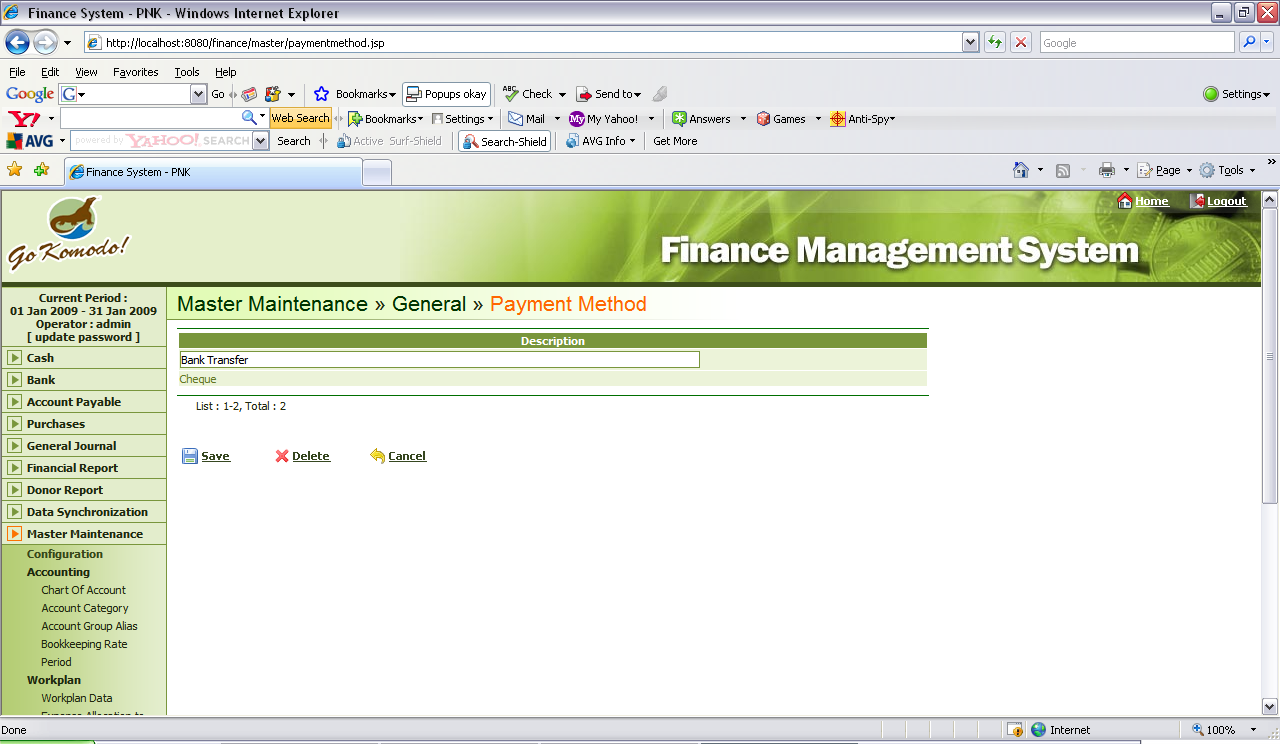 Finance System - PNK - Windows Internet Explorer
http://localhost:8080/finance/master/paymentmethod.jsp
Google
File Edit View Favorites Tools Help
Google G Go Bookmarks Popups okay ABC Check Send to Settings
Y! Web Search Bookmarks Settings Mail My My Yahoo! Answers Games Anti-Spy
AVG powered by YAHOO! SEARCH Search Active Surf-Shield Search-Shield AVG Info Get More
Finance System - PNK Page Tools
Home Logout
Go Komodo!
Finance Management System
Current Period :
01 Jan 2009 - 31 Jan 2009
Operator : admin
[ update password ]
Cash
Bank
Account Payable
Purchases
General Journal
Financial Report
Donor Report
Data Synchronization
Master Maintenance
Configuration
Accounting
Chart Of Account
Account Category
Account Group Alias
Bookkeeping Rate
Period
Workplan
Workplan Data
Expense Allocation to
Master Maintenance » General » Payment Method
Description
Bank Transfer
Cheque
List : 1-2, Total : 2
Save Delete Cancel
Done Internet 100%